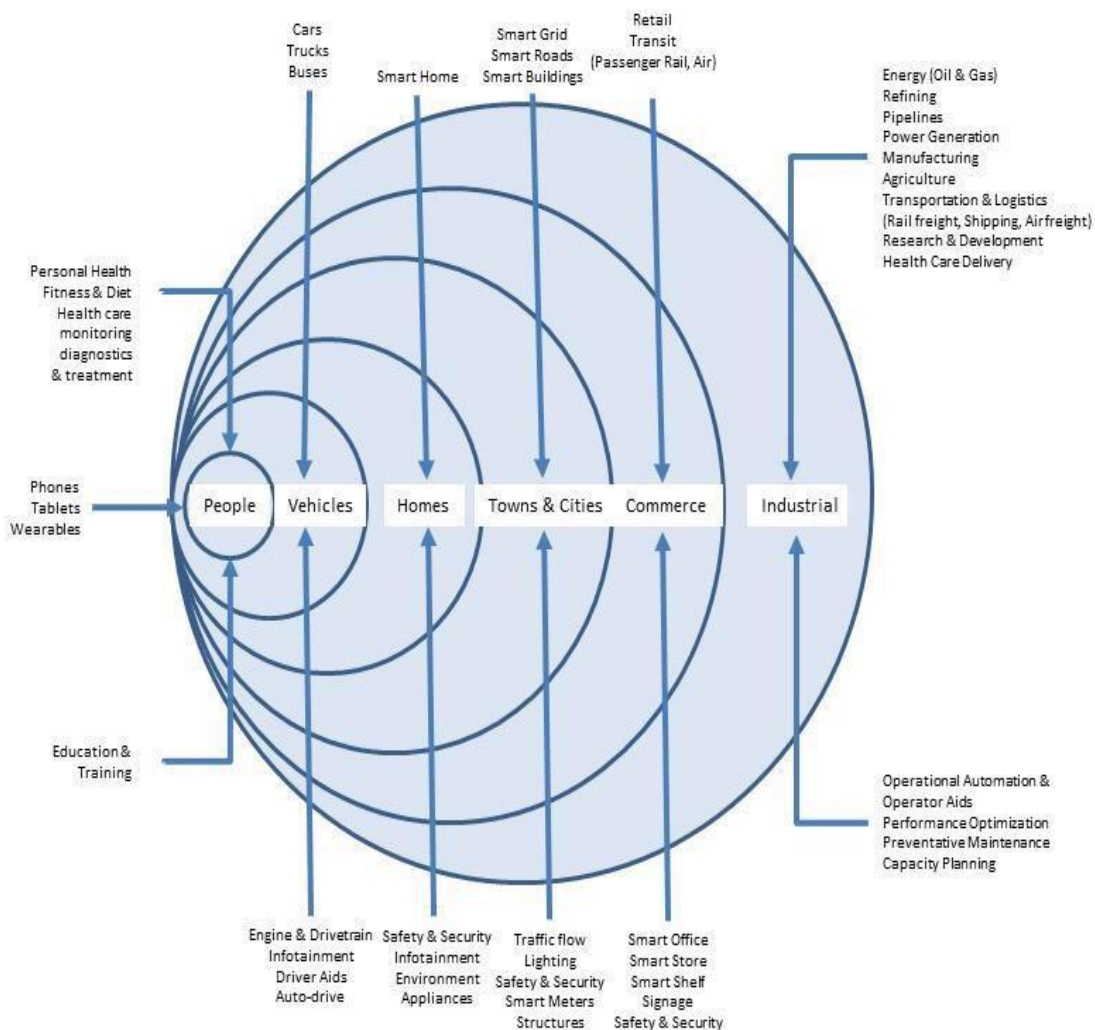 Cars
Trucks
Buses
Smart Home
Smart Grid
Smart Roads
Smart Buildings
Retail
Transit
(Passenger Rail, Air)
Energy (Oil & Gas)
Refining
Pipelines
Power Generation
Manufacturing
Agriculture
Transportation & Logistics
(Rail freight, Shipping, Airfreight)
Research & Development
Health Care Delivery
Personal Health
Fitness & Diet
Health care
monitoring
diagnostics
& treatment
Phones
Tablets
Wearables
People
Vehicles
Homes
Towns & Cities
Commerce
Industrial
Education &
Training
Operational Automation &
Operator Aids
Performance Optimization
Preventative Maintenance
Capacity Planning
Engine & Drivetrain
Infotainment
Driver Aids
Auto-drive
Safety & Security
Infotainment
Environment
Appliances
Traffic flow
Lighting
Safety & Security
Smart Meters
Structures
Smart Office
Smart Store
Smart Shelf
Signage
Safety & Security